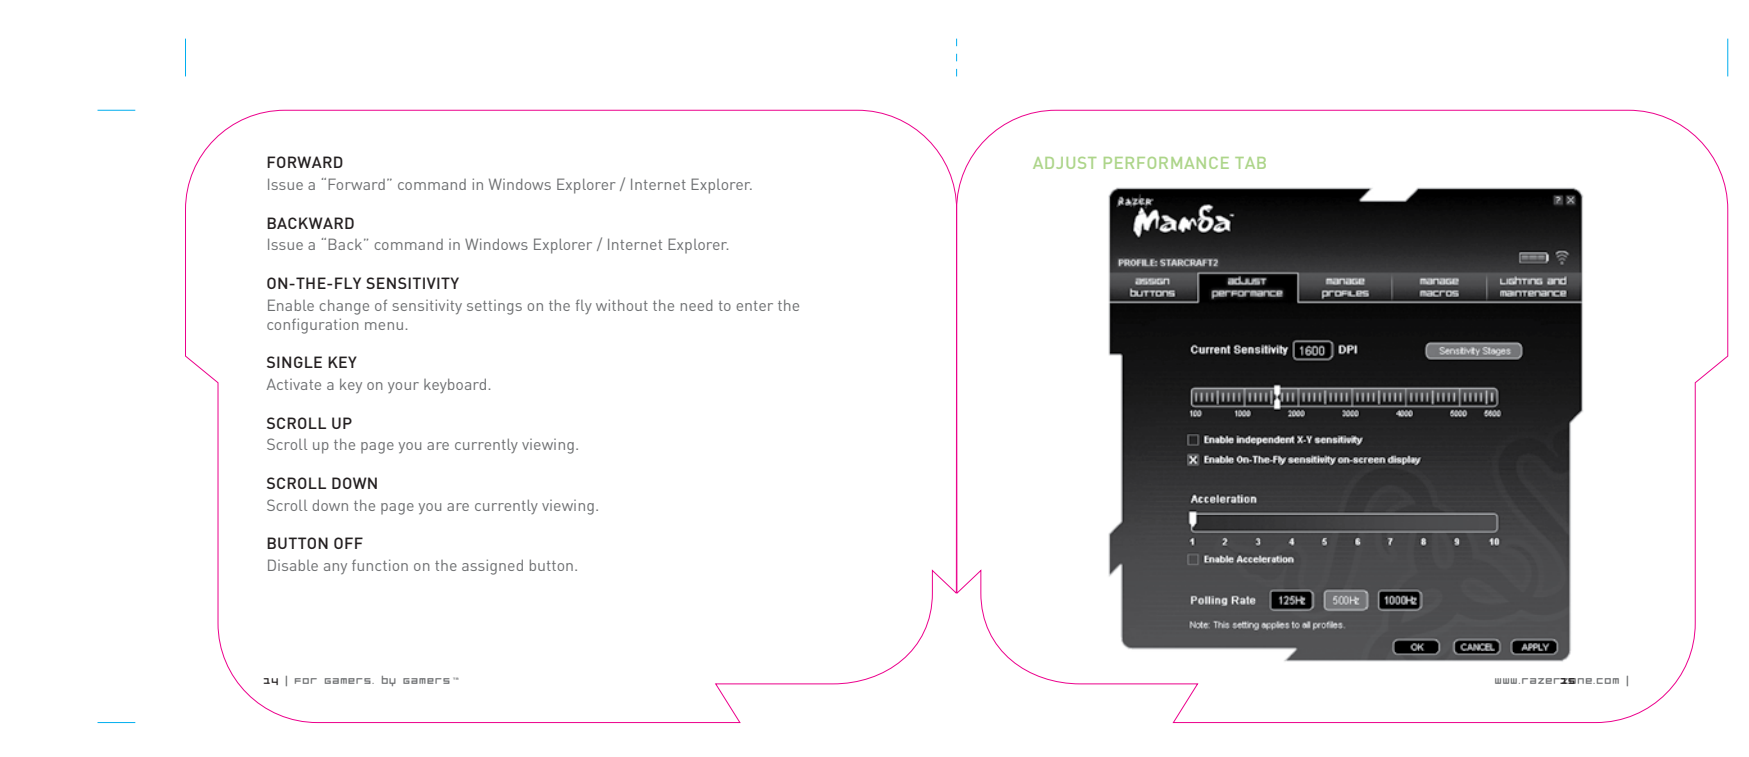 FORWARD
Issue a “Forward” command in Windows Explorer / Internet Explorer.
BACKWARD
Issue a “Back” command in Windows Explorer / Internet Explorer.
ON-THE-FLY SENSITIVITY
Enable change of sensitivity settings on the fly without the need to enter the
configuration menu.
SINGLE KEY
Activate a key on your keyboard.
SCROLL UP
Scroll up the page you are currently viewing.
SCROLL DOWN
Scroll down the page you are currently viewing.
BUTTON OFF
Disable any function on the assigned button.
14 | For gamers. by gamers™
ADJUST PERFORMANCE TAB
RAZER
Mamba
? X
PROFILE: STARCRAFT2
assign buttons
adjust performance
manage profiles
manage macros
Lighting and maintenance
Current Sensitivity 1600 DPI Sensitivity Stages
100 1000 2000 3000 4000 5000 5600
Enable independent X-Y sensitivity
X Enable On-The-Fly sensitivity on-screen display
Acceleration
1 2 3 4 5 6 7 8 9 10
Enable Acceleration
Polling Rate 125Hz 500Hz 1000Hz
Note: This setting applies to all profiles.
OK CANCEL APPLY
www.razer15ne.com |